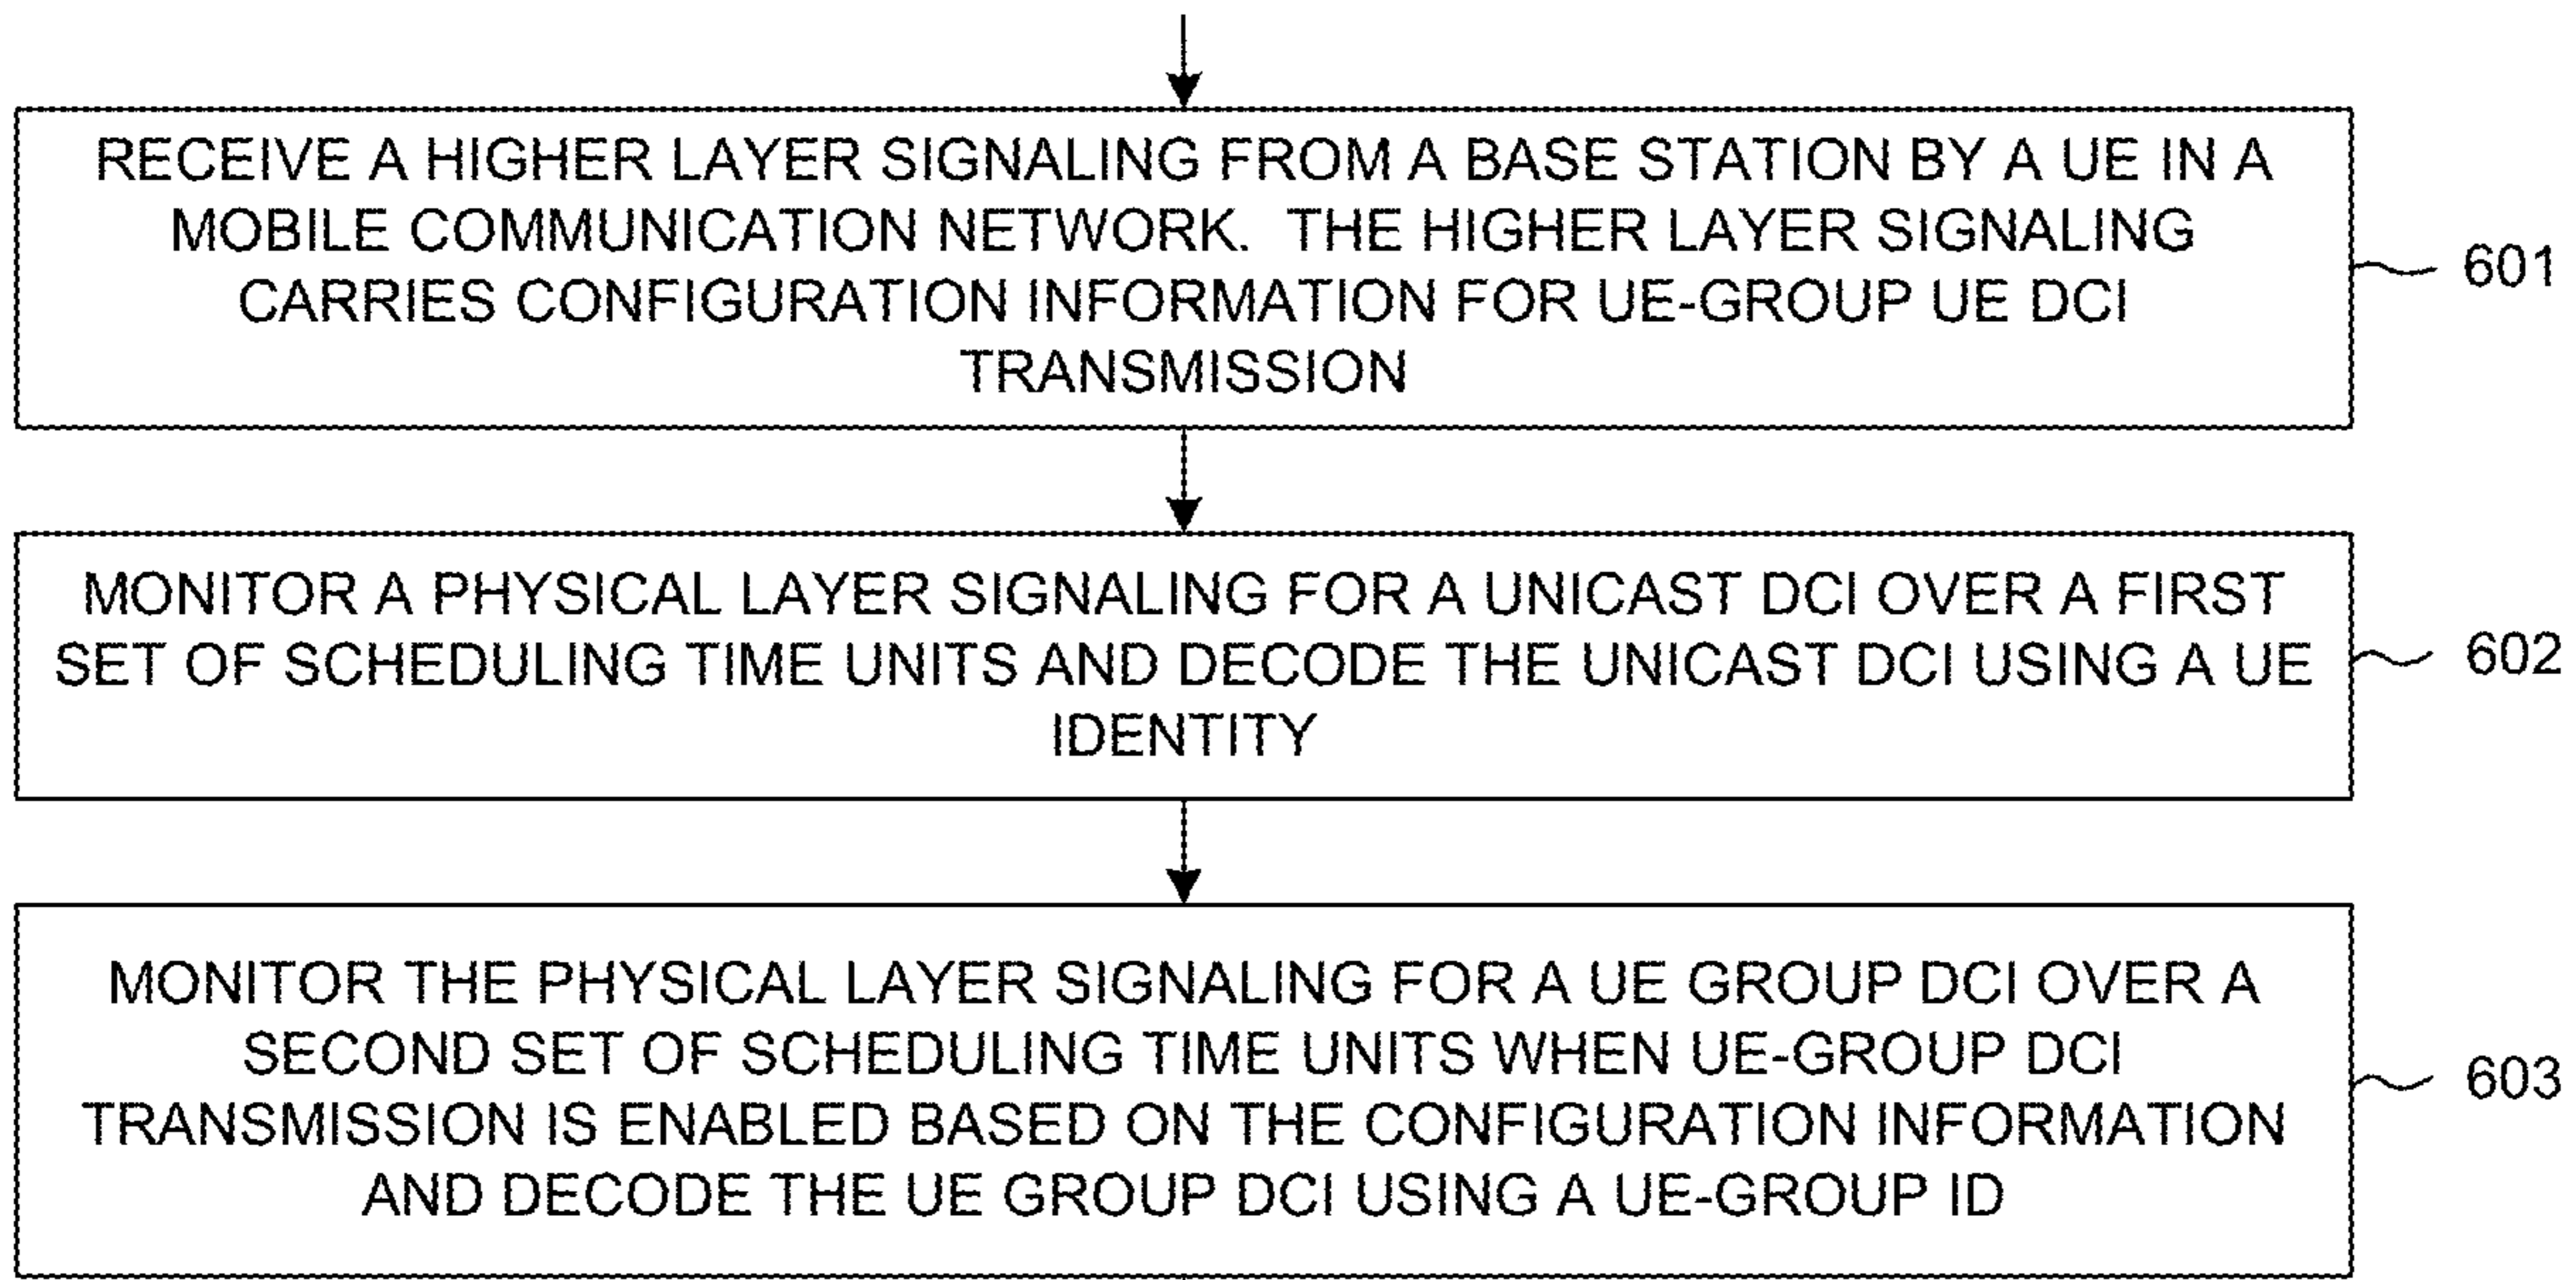 RECEIVE A HIGHER LAYER SIGNALING FROM A BASE STATION BY A UE IN A
MOBILE COMMUNICATION NETWORK.  THE HIGHER LAYER SIGNALING
CARRIES CONFIGURATION INFORMATION FOR UE-GROUP UE DCI
TRANSMISSION
601
MONITOR A PHYSICAL LAYER SIGNALING FOR A UNICAST DCI OVER A FIRST
SET OF SCHEDULING TIME UNITS AND DECODE THE UNICAST DCI USING A UE
IDENTITY
602
MONITOR THE PHYSICAL LAYER SIGNALING FOR A UE GROUP DCI OVER A
SECOND SET OF SCHEDULING TIME UNITS WHEN UE-GROUP DCI
TRANSMISSION IS ENABLED BASED ON THE CONFIGURATION INFORMATION
AND DECODE THE UE GROUP DCI USING A UE-GROUP ID
603